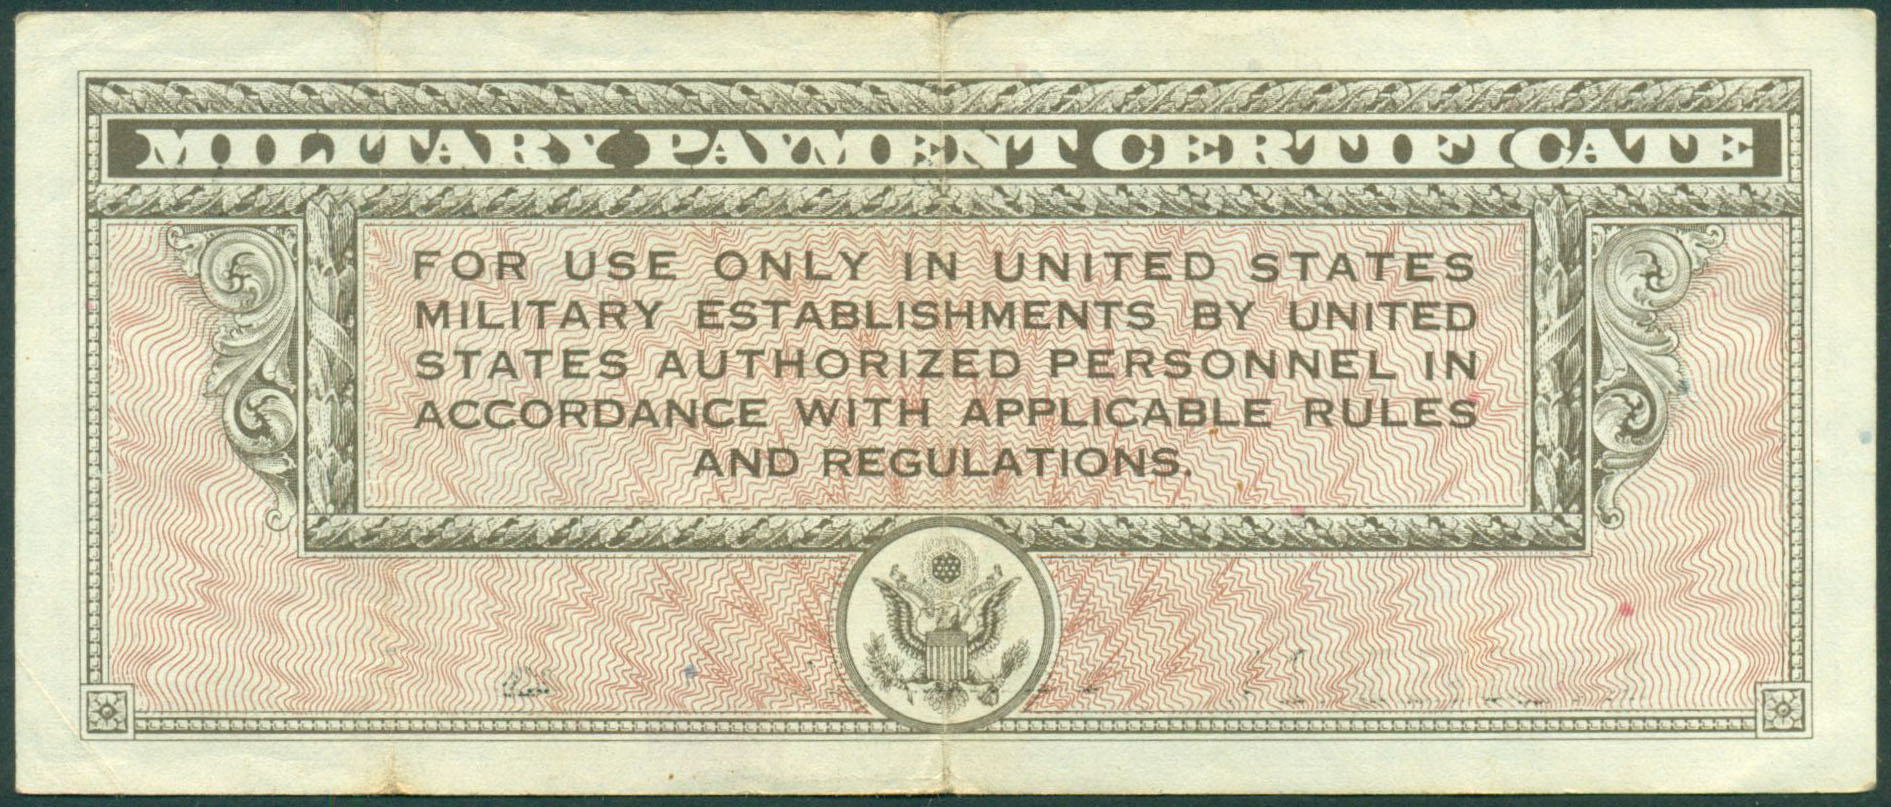 MILITARY PAYMENT CERTIFICATE
FOR USE ONLY IN UNITED STATES
MILITARY ESTABLISHMENTS BY UNITED
STATES AUTHORIZED PERSONNEL IN
ACCORDANCE WITH APPLICABLE RULES
AND REGULATIONS.